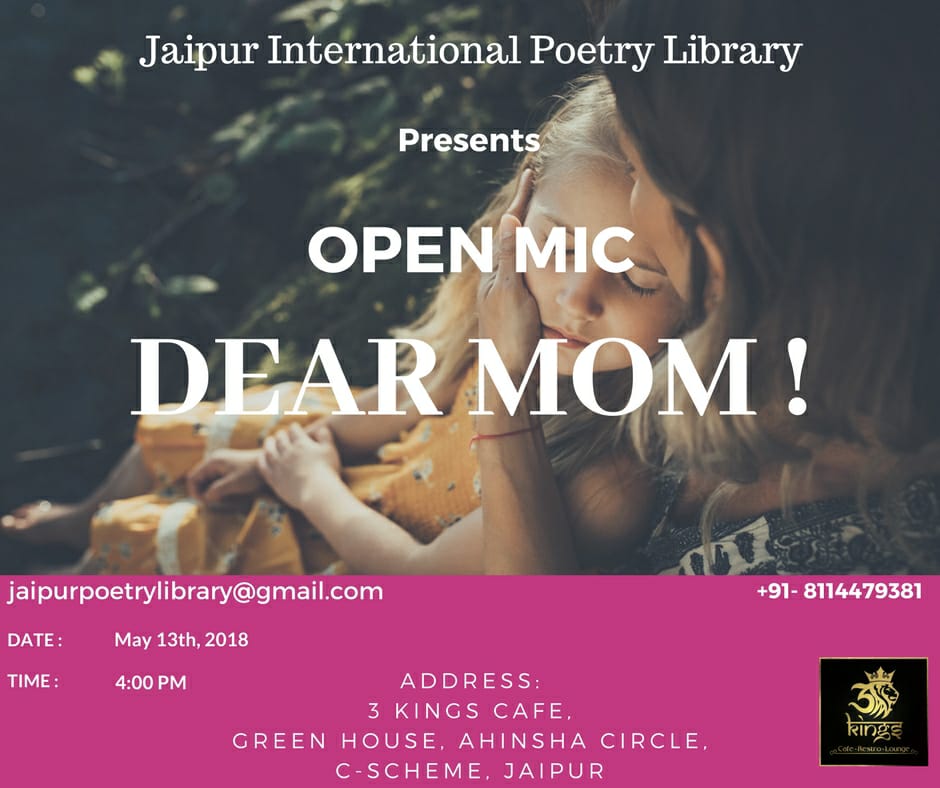 Jaipur International Poetry Library
Presents
OPEN MIC
DEAR MOM !
jaipurpoetrylibrary@gmail.com
+91- 8114479381
DATE : May 13th, 2018
TIME : 4:00 PM
ADDRESS:
3 KINGS CAFE,
GREEN HOUSE, AHINSHA CIRCLE,
C-SCHEME, JAIPUR
3
kings
Cafe-Restro-Lounge